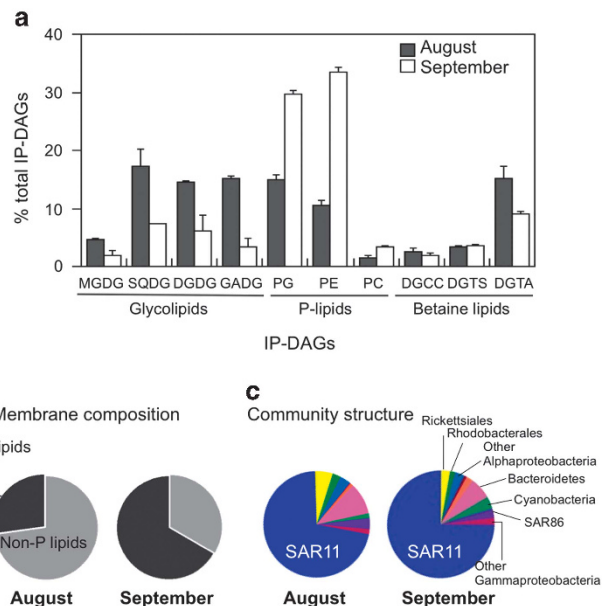 a
August
September
% total IP-DAGs
40
30
20
10
0
MGDG SQDG DGDG GADG PG PE PC DGCC DGTS DGTA
Glycolipids P-lipids Betaine lipids
IP-DAGs
Membrane composition
lipids
Non-P lipids
August September
c
Community structure
Rickettsiales
Rhodobacterales
Other
Alphaproteobacteria
Bacteroidetes
Cyanobacteria
SAR86
Other
Gammaproteobacteria
SAR11 SAR11
August September